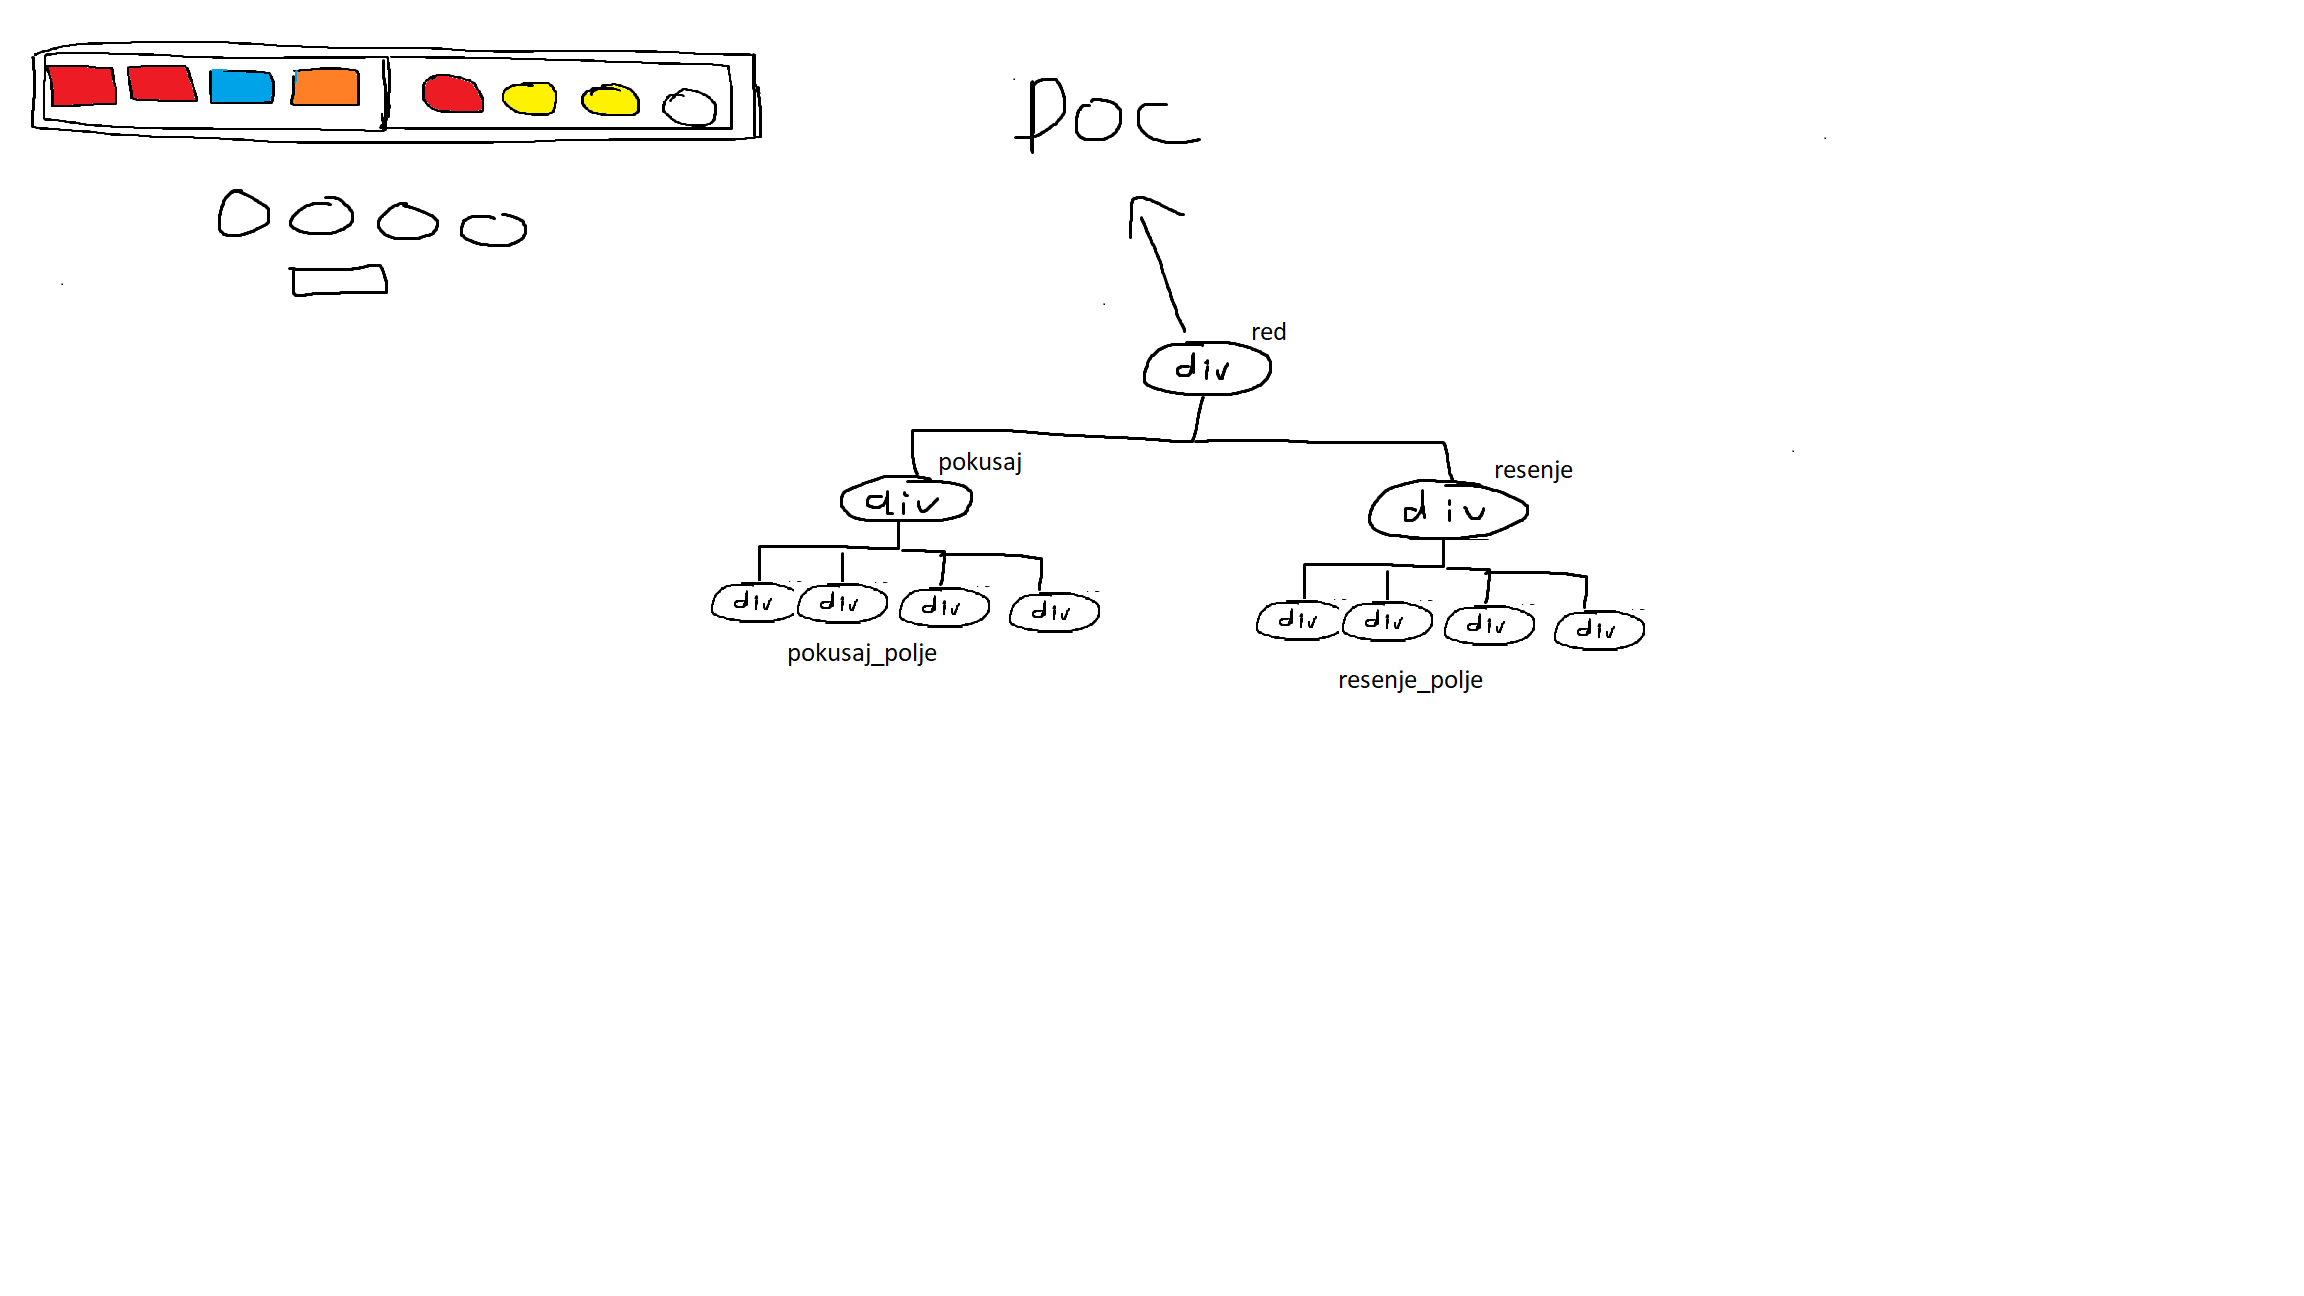 Doc
red
div
pokusaj
resenje
div
div
div div div div
div div div div
pokusaj_polje
resenje_polje